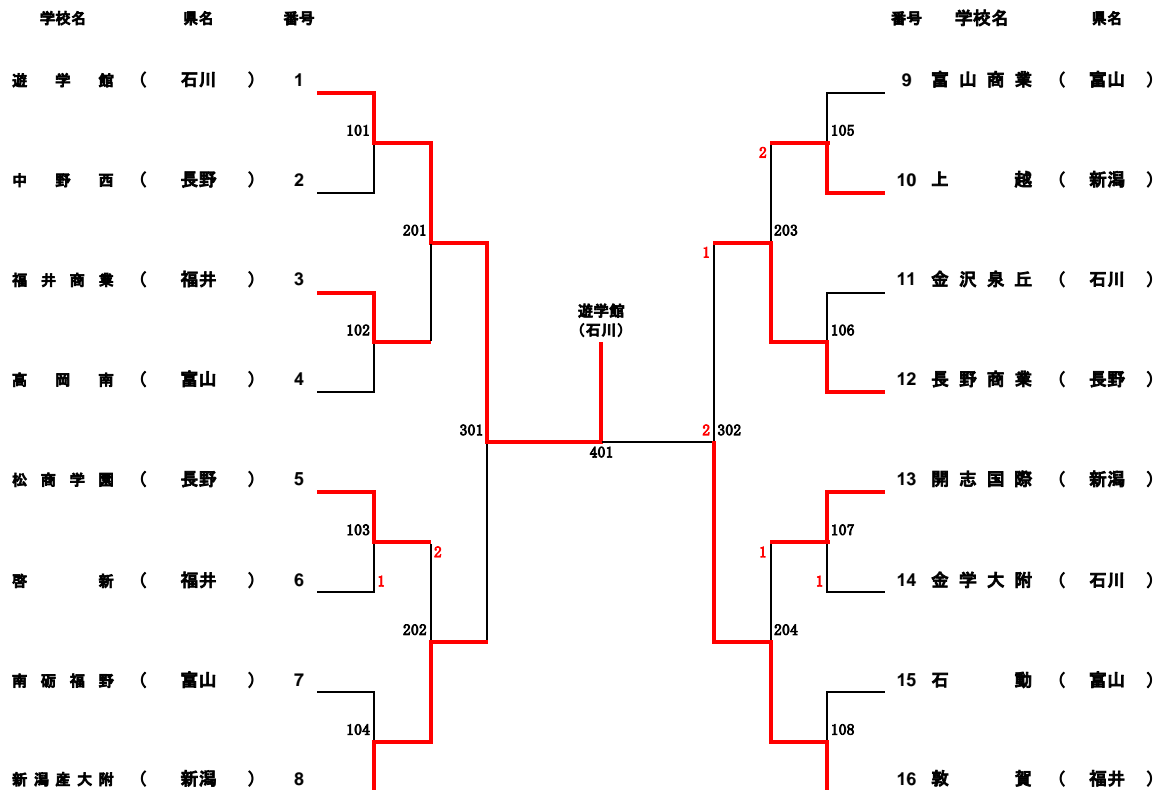 学校名 県名 番号 番号 学校名 県名
遊学館 ( 石川 ) 1 9 富山商業 ( 富山 )
101 105
2
中野西 ( 長野 ) 2 10 上越 ( 新潟 )
201 203
1
福井商業 ( 福井 ) 3 11 金沢泉丘 ( 石川 )
遊学館
(石川)
102 106
高岡南 ( 富山 ) 4 12 長野商業 ( 長野 )
301 2 302
401
松商学園 ( 長野 ) 5 13 開志国際 ( 新潟 )
103 107
2 1
啓新 ( 福井 ) 6 1 1 14 金学大附 ( 石川 )
202 204
南砺福野 ( 富山 ) 7 15 石動 ( 富山 )
104 108
新潟産大附 ( 新潟 ) 8 16 敦賀 ( 福井 )